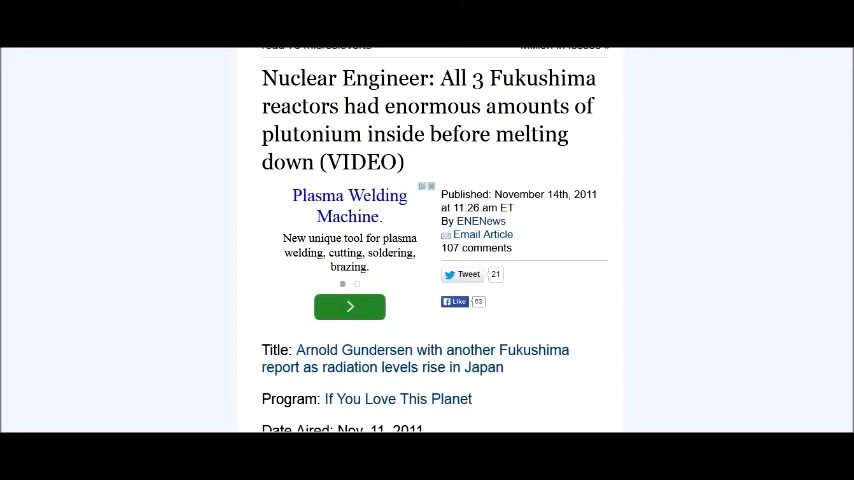 Nuclear Engineer: All 3 Fukushima
reactors had enormous amounts of
plutonium inside before melting
down (VIDEO)
Plasma Welding
Machine.
New unique tool for plasma
welding, cutting, soldering,
brazing.
Published: November 14th, 2011
at 11:26 am ET
By ENENews
Email Article
107 comments
Tweet 21
Like 63
Title: Arnold Gundersen with another Fukushima
report as radiation levels rise in Japan
Program: If You Love This Planet
Date Aired: Nov. 11, 2011